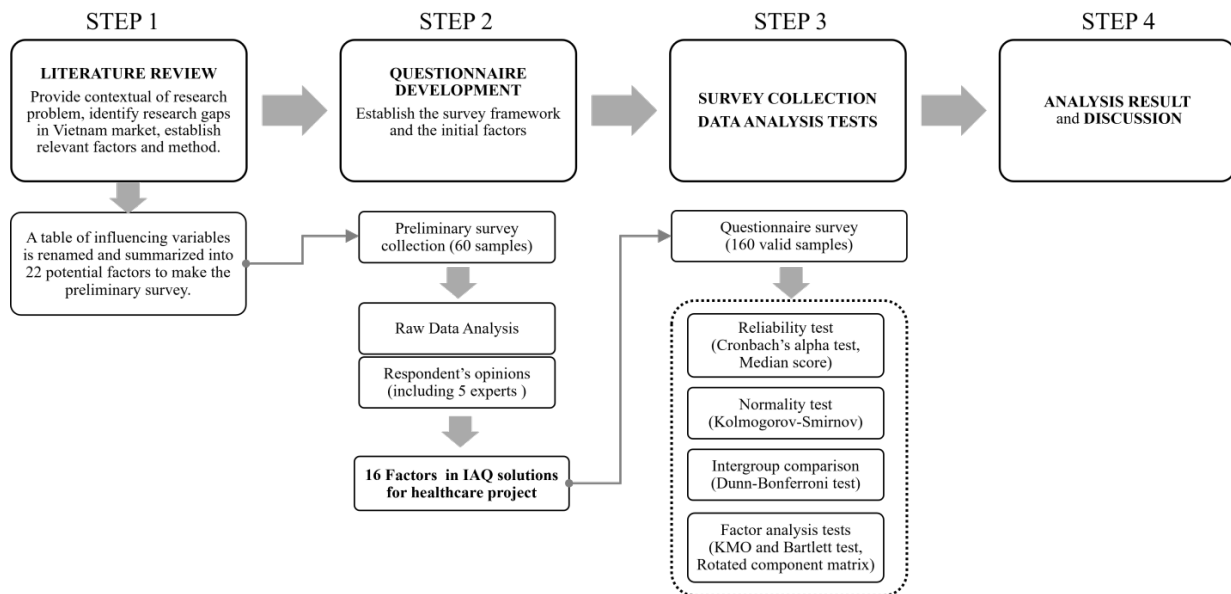 STEP 1
LITERATURE REVIEW
Provide contextual of research
problem, identify research gaps
in Vietnam market, establish
relevant factors and method.
A table of influencing variables
is renamed and summarized into
22 potential factors to make the
preliminary survey.
STEP 2
QUESTIONNAIRE
DEVELOPMENT
Establish the survey framework
and the initial factors
Preliminary survey
collection (60 samples)
Raw Data Analysis
Respondent’s opinions
(including 5 experts )
16 Factors in IAQ solutions
for healthcare project
STEP 3
SURVEY COLLECTION
DATA ANALYSIS TESTS
Questionnaire survey
(160 valid samples)
Reliability test
(Cronbach’s alpha test,
Median score)
Normality test
(Kolmogorov-Smirnov)
Intergroup comparison
(Dunn-Bonferroni test)
Factor analysis tests
(KMO and Bartlett test,
Rotated component matrix)
STEP 4
ANALYSIS RESULT
and DISCUSSION